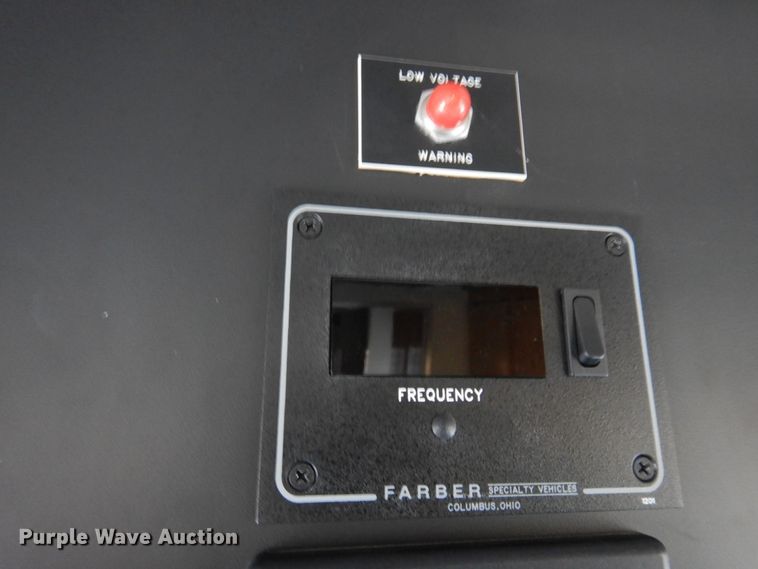 LOW VOLTAGE
WARNING
FREQUENCY
FARBER SPECIALTY VEHICLES
COLUMBUS, OHIO
1201
Purple Wave Auction